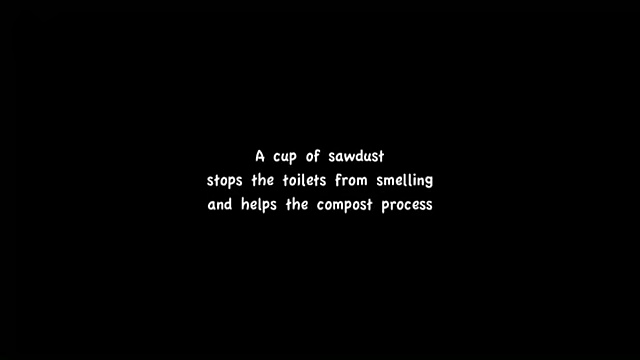 A cup of sawdust
stops the toilets from smelling
and helps the compost process